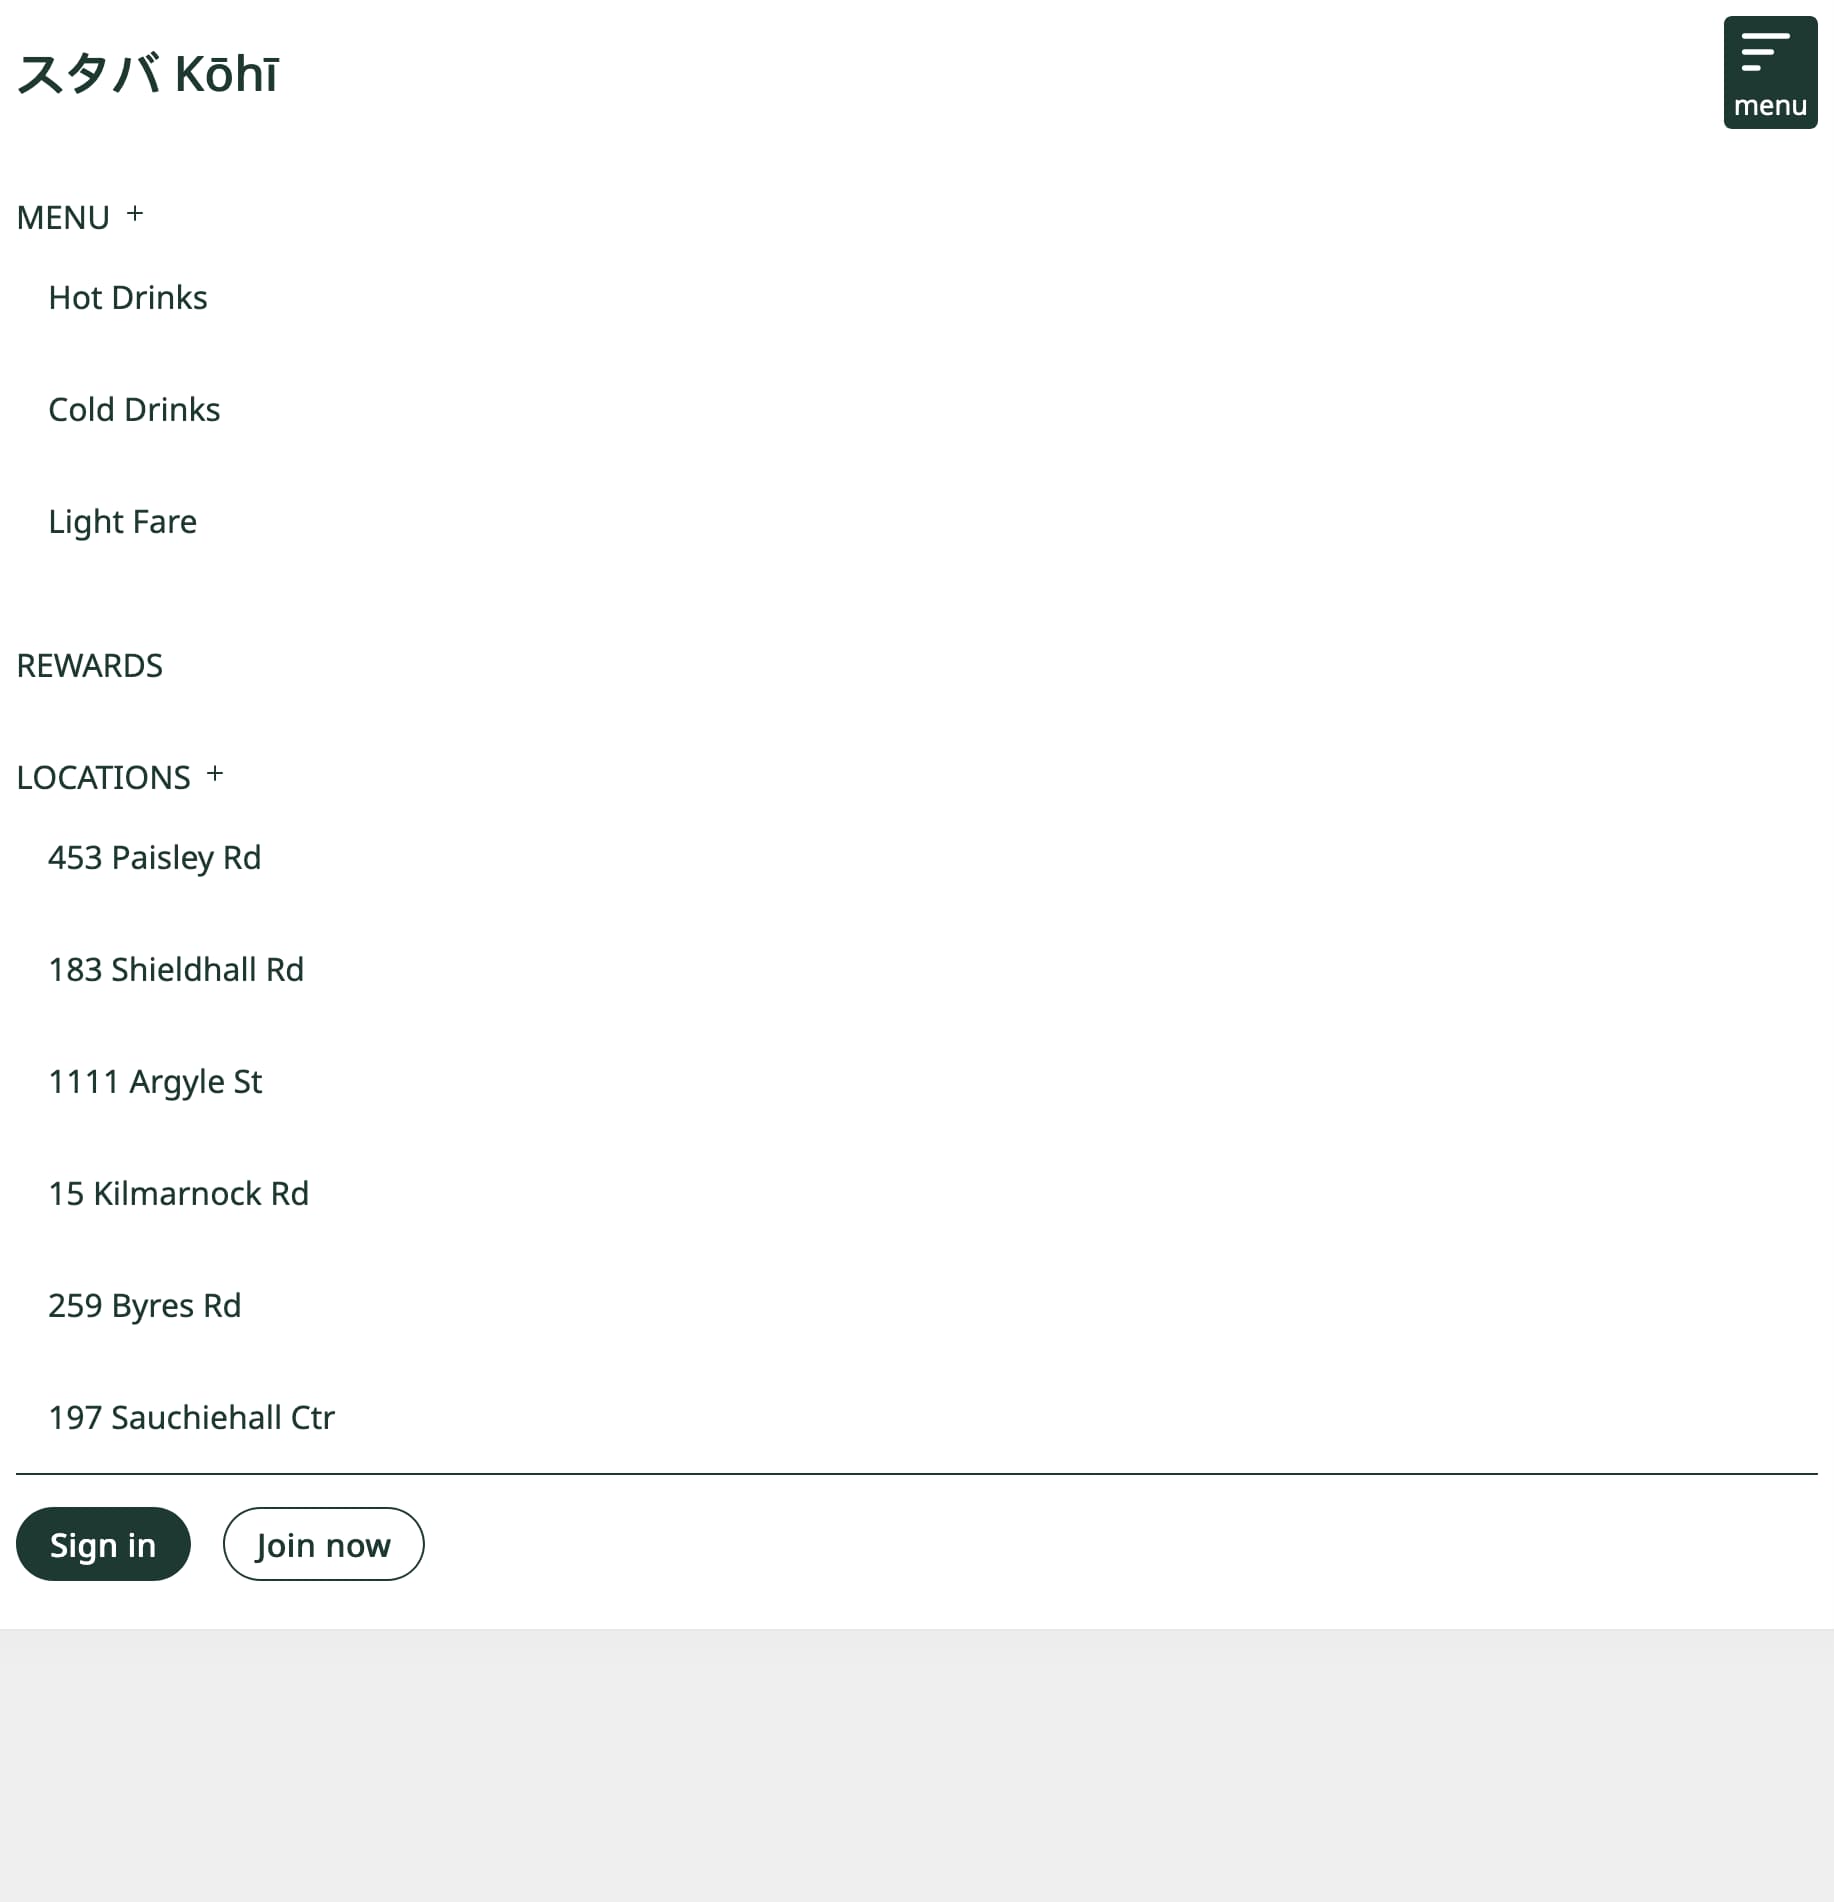 スタバ Kōhī
menu
MENU +
Hot Drinks
Cold Drinks
Light Fare
REWARDS
LOCATIONS +
453 Paisley Rd
183 Shieldhall Rd
1111 Argyle St
15 Kilmarnock Rd
259 Byres Rd
197 Sauchiehall Ctr
Sign in
Join now